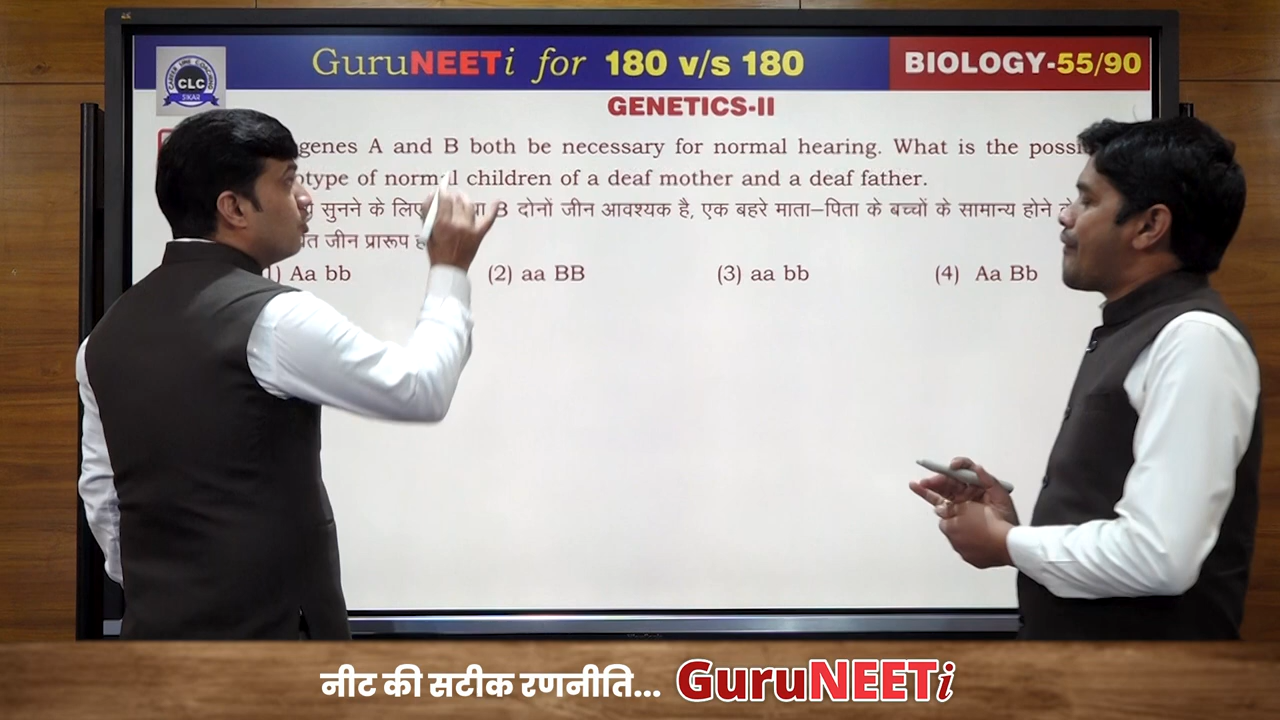 GuruNEETi for 180 v/s 180
BIOLOGY-55/90
CLC
SIKAR
GENETICS-II
genes A and B both be necessary for normal hearing. What is the
of normal children of a deaf mother and a deaf father.
सुनने के B दोनों जीन आवश्यक है, एक बहरे माता–पिता के बच्चों के सामान्य होने
जीन प्रारूप
1) Aa bb (2) aa BB (3) aa bb (4) Aa Bb
नीट की सटीक रणनीति... GuruNEETi